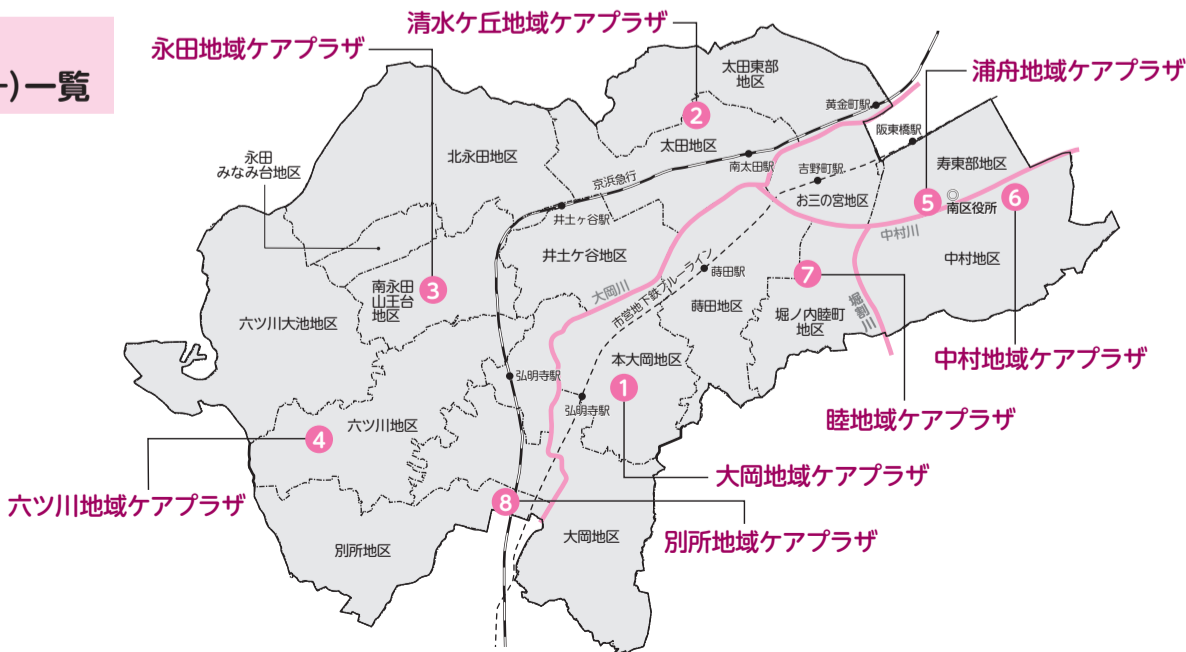 -)一覧
清水ケ丘地域ケアプラザ
永田地域ケアプラザ
浦舟地域ケアプラザ
太田東部
地区
黄金町駅
2
阪東橋駅
太田地区
北永田地区
永田
みなみ台地区
南太田駅
吉野町駅
寿東部地区
京浜急行
お三の宮地区
5
◎
南区役所
6
井土ヶ谷駅
中村川
井土ケ谷地区
中村地区
蒔田駅
7
南永田
山王台
地区
3
大岡川
市営地下鉄ブルーライン
蒔田地区
堀ノ内睦町
地区
堀割川
六ツ川大池地区
中村地域ケアプラザ
本大岡地区
弘明寺駅
1
弘明寺駅
睦地域ケアプラザ
六ツ川地区
4
大岡地域ケアプラザ
六ツ川地域ケアプラザ
8
大岡地区
別所地域ケアプラザ
別所地区